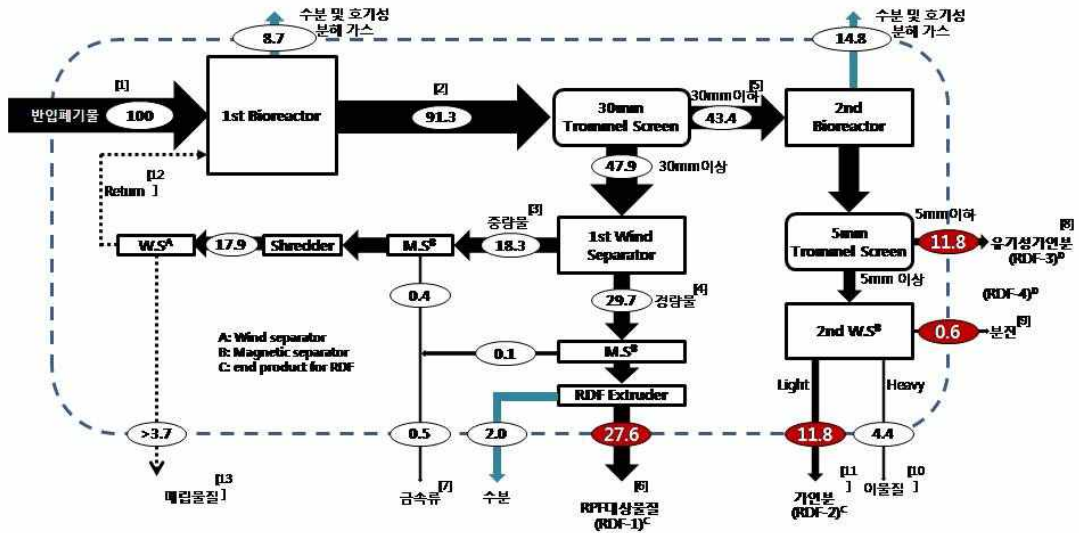 수분 및 호기성
분해 가스
8.7
수분 및 호기성
분해 가스
14.8
[1]
반입폐기물
100
1st Bioreactor
[2]
91.3
30mm
Trommel Screen
30mm이하
[5]
43.4
2nd
Bioreactor
47.9
30mm이상
[12
]
Return
W.S^A
17.9
Shredder
M.S^B
중량물
[3]
18.3
1st Wind
Separator
5mm이하
5mm
Trommel Screen
11.8
[8]
유기성가연분
(RDF-3)^D
5mm 이상
(RDF-4)^D
0.4
29.7
경량물
[4]
2nd W.S^B
0.6
분진
[9]
A: Wind separator
B: Magnetic separator
C: end product for RDF
0.1
M.S^B
RDF Extruder
Light
Heavy
>3.7
0.5
2.0
27.6
11.8
4.4
매립물질
[13
]
금속류
[7]
수분
[6]
RPF대상물질
(RDF-1)^C
[11
]
가연분
(RDF-2)^C
이물질
[10
]